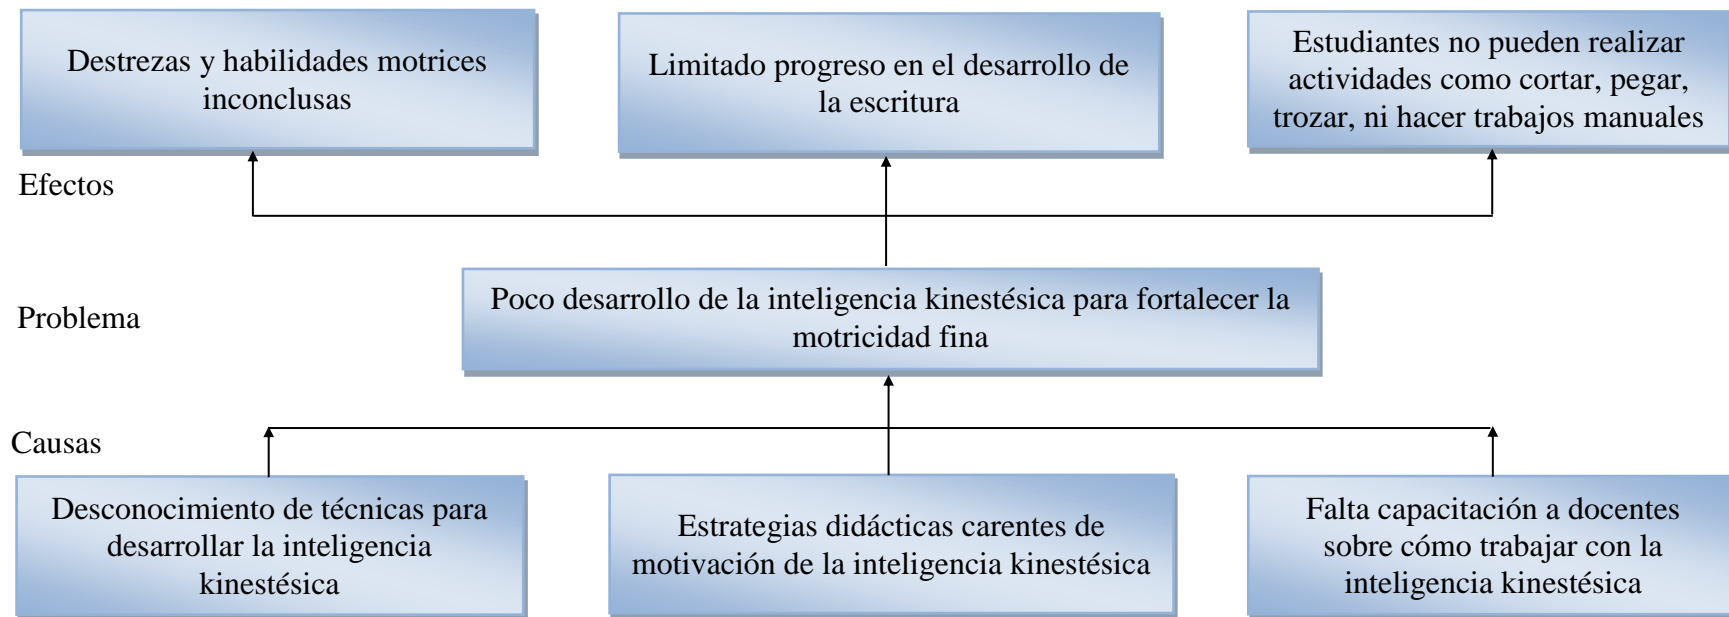 Destrezas y habilidades motrices
inconclusas
Limitado progreso en el desarrollo de
la escritura
Estudiantes no pueden realizar
actividades como cortar, pegar,
trozar, ni hacer trabajos manuales
Efectos
Problema
Poco desarrollo de la inteligencia kinestésica para fortalecer la
motricidad fina
Causas
Desconocimiento de técnicas para
desarrollar la inteligencia
kinestésica
Estrategias didácticas carentes de
motivación de la inteligencia kinestésica
Falta capacitación a docentes
sobre cómo trabajar con la
inteligencia kinestésica